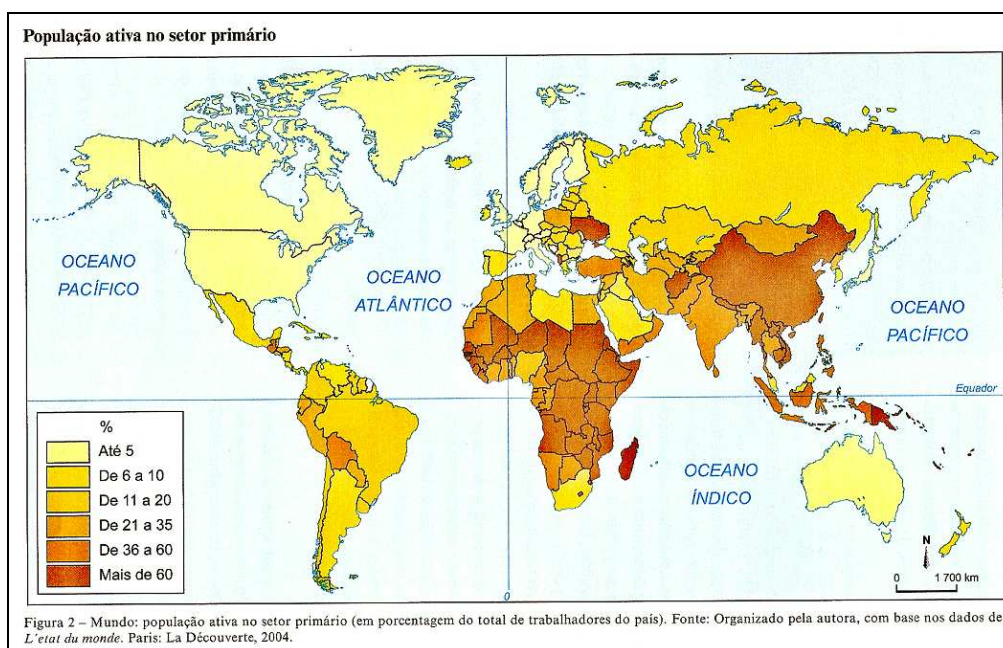 População ativa no setor primário
OCEANO
PACÍFICO
OCEANO
ATLÂNTICO
OCEANO
PACÍFICO
Equador
OCEANO
ÍNDICO
%
Até 5
De 6 a 10
De 11 a 20
De 21 a 35
De 36 a 60
Mais de 60
N
0 1 700 km
0
Figura 2 – Mundo: população ativa no setor primário (em porcentagem do total de trabalhadores do país). Fonte: Organizado pela autora, com base nos dados de
L'etat du monde. Paris: La Découverte, 2004.